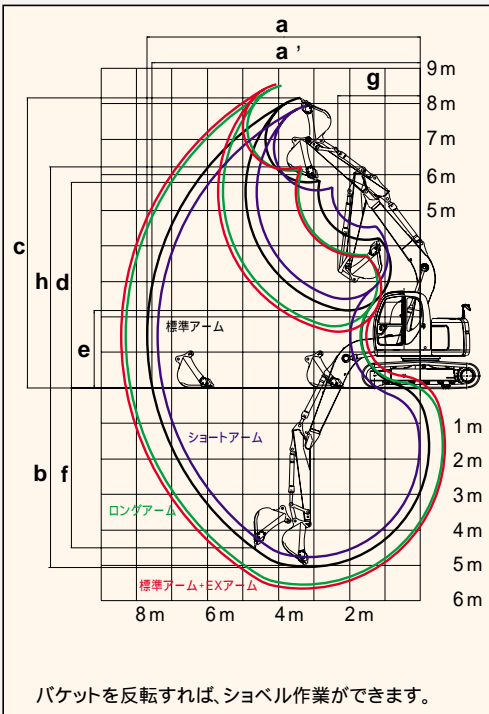 a
a'
g
9m
8m
7m
6m
5m
c
h
d
e
標準アーム
b
f
ショートアーム
ロングアーム
標準アーム+EXアーム
1m
2m
3m
4m
5m
6m
8m
6m
4m
2m
バケットを反転すれば、ショベル作業ができます。